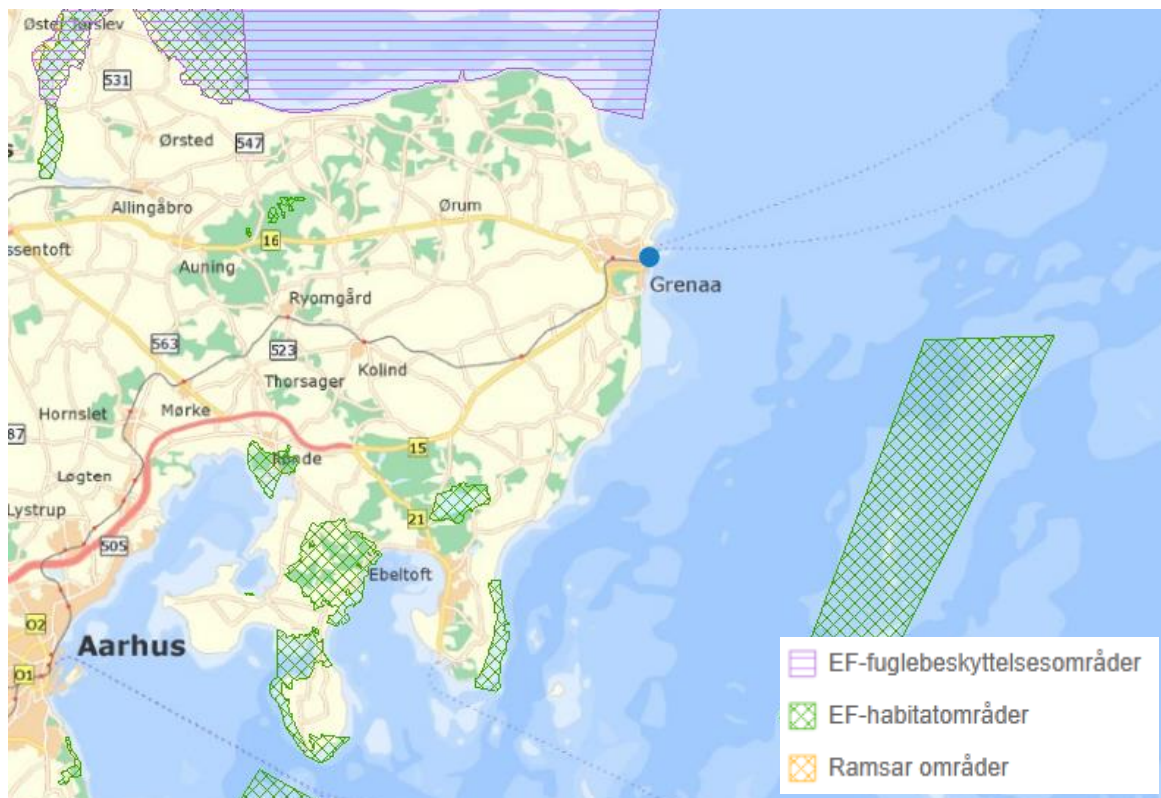 Øster Tørslev
531
Ørsted
547
s
Allingåbro
Ørum
ssentoft
16
Auning
Grenaa
Ryomgård
563
523
Kolind
Thorsager
Hornslet
Mørke
87
15
Rønde
Løgten
Lystrup
21
505
Ebeltoft
O2
Aarhus
O1
EF-fuglebeskyttelsesområder
EF-habitatområder
Ramsar områder